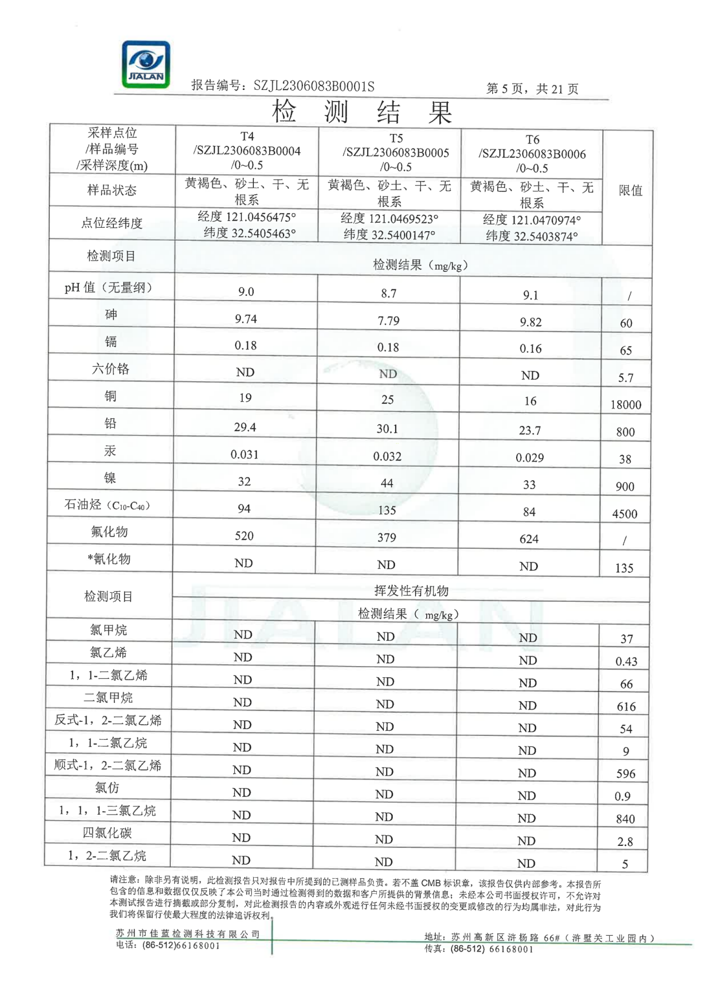 JIALAN
报告编号：SZJL2306083B0001S
第 5 页，共 21 页
检 测 结 果
采样点位
/样品编号
/采样深度(m)
T4
/SZJL2306083B0004
/0~0.5
T5
/SZJL2306083B0005
/0~0.5
T6
/SZJL2306083B0006
/0~0.5
限值
样品状态
黄褐色、砂土、干、无
根系
黄褐色、砂土、干、无
根系
黄褐色、砂土、干、无
根系
点位经纬度
经度 121.0456475°
纬度 32.5405463°
经度 121.0469523°
纬度 32.5400147°
经度 121.0470974°
纬度 32.5403874°
检测项目
检测结果（mg/kg）
pH 值（无量纲） 9.0 8.7 9.1 /
砷 9.74 7.79 9.82 60
镉 0.18 0.18 0.16 65
六价铬 ND ND ND 5.7
铜 19 25 16 18000
铅 29.4 30.1 23.7 800
汞 0.031 0.032 0.029 38
镍 32 44 33 900
石油烃（C10-C40） 94 135 84 4500
氟化物 520 379 624 /
*氰化物 ND ND ND 135
检测项目
挥发性有机物
检测结果（ mg/kg）
氯甲烷 ND ND ND 37
氯乙烯 ND ND ND 0.43
1，1-二氯乙烯 ND ND ND 66
二氯甲烷 ND ND ND 616
反式-1，2-二氯乙烯 ND ND ND 54
1，1-二氯乙烷 ND ND ND 9
顺式-1，2-二氯乙烯 ND ND ND 596
氯仿 ND ND ND 0.9
1，1，1-三氯乙烷 ND ND ND 840
四氯化碳 ND ND ND 2.8
1，2-二氯乙烷 ND ND ND 5
JIALAN
请注意：除非另有说明，此检测报告只对报告中所提到的已测样品负责。若不盖 CMB 标识章，该报告仅供内部参考。本报告所
包含的信息和数据仅仅反映了本公司当时通过检测得到的数据和客户所提供的背景信息；未经本公司书面授权许可，不允许对
本测试报告进行摘截或部分复制，对此检测报告的内容或外观进行任何未经书面授权的变更或修改的行为均属非法，对此行为
我们将保留行使最大程度的法律追诉权利。
苏州市佳蓝检测科技有限公司
电话：(86-512)66168001
地址：苏州高新区浒杨路 66#（浒墅关工业园内）
传真：(86-512) 66168001